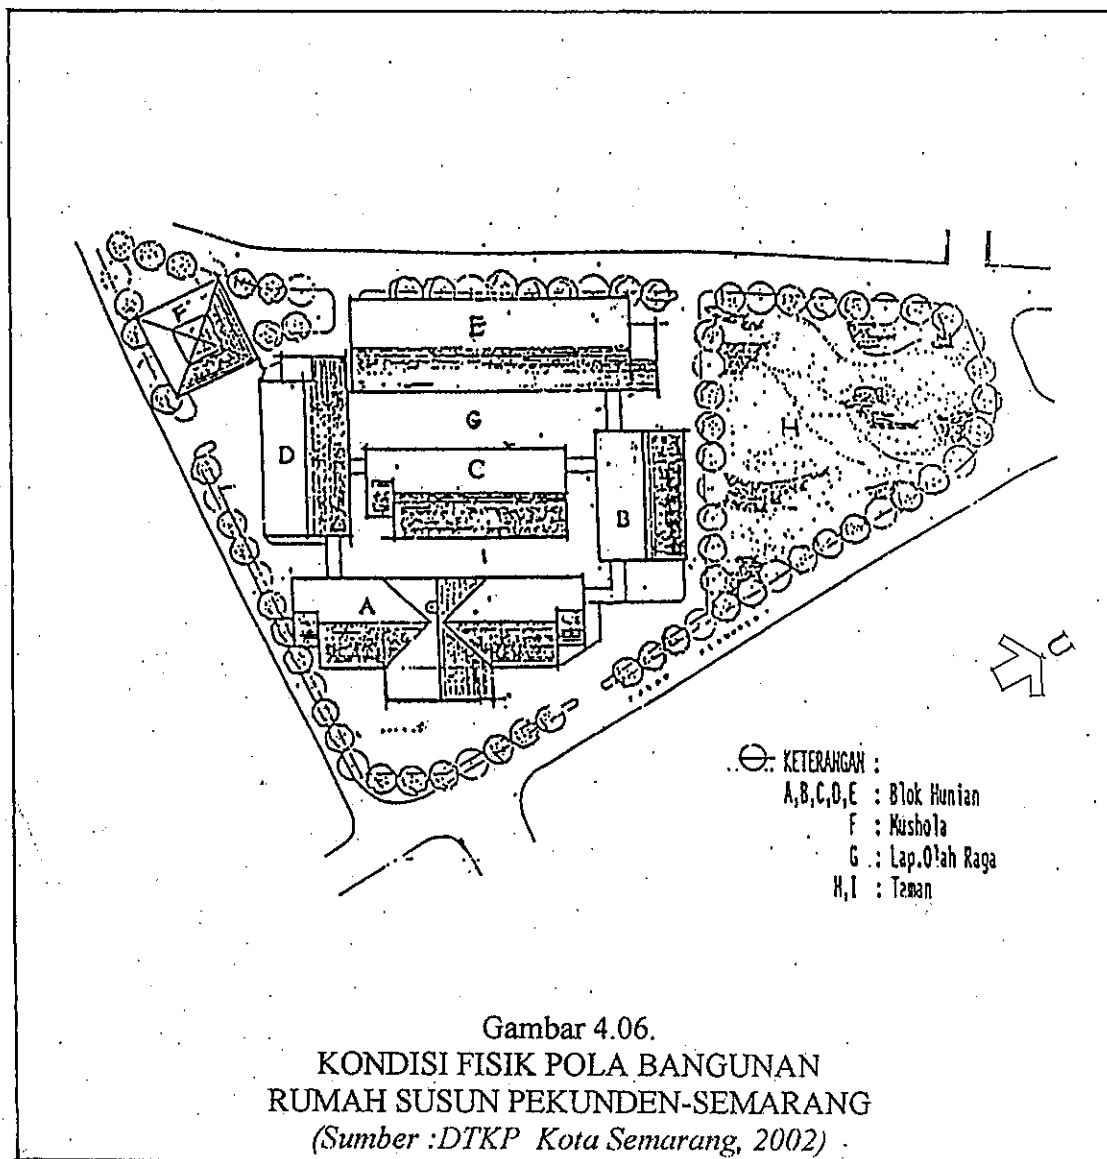 F
E
G
D
C
H
B
I
A
U
KETERANGAN :
A,B,C,D,E : Blok Hunian
F : Mushola
G : Lap.Olah Raga
H,I : Taman
Gambar 4.06.
KONDISI FISIK POLA BANGUNAN
RUMAH SUSUN PEKUNDEN-SEMARANG
(Sumber :DTKP Kota Semarang, 2002)